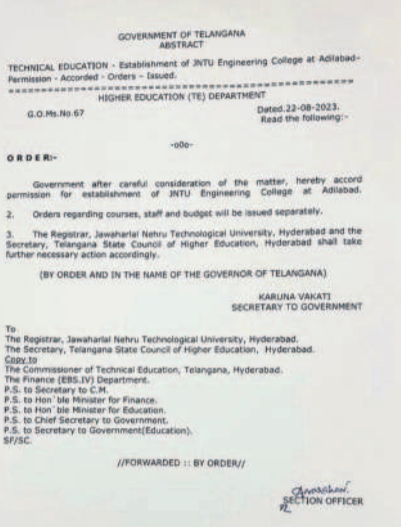 GOVERNMENT OF TELANGANA
ABSTRACT
TECHNICAL EDUCATION - Establishment of JNTU Engineering College at Adilabad-
Permission - Accorded - Orders – Issued.
HIGHER EDUCATION (TE) DEPARTMENT
G.O.Ms.No.67 Dated.22-08-2023.
Read the following:-
-o0o-
O R D E R:-
Government after careful consideration of the matter, hereby accord
permission for establishment of JNTU Engineering College at Adilabad.
2. Orders regarding courses, staff and budget will be issued separately.
3. The Registrar, Jawaharlal Nehru Technological University, Hyderabad and the
Secretary, Telangana State Council of Higher Education, Hyderabad shall take
further necessary action accordingly.
(BY ORDER AND IN THE NAME OF THE GOVERNOR OF TELANGANA)
KARUNA VAKATI
SECRETARY TO GOVERNMENT
To
The Registrar, Jawaharlal Nehru Technological University, Hyderabad.
The Secretary, Telangana State Council of Higher Education, Hyderabad.
Copy to
The Commissioner of Technical Education, Telangana, Hyderabad.
The Finance (EBS.IV) Department.
P.S. to Secretary to C.M.
P.S. to Hon`ble Minister for Finance.
P.S. to Hon`ble Minister for Education.
P.S. to Chief Secretary to Government.
P.S. to Secretary to Government(Education).
SF/SC.
//FORWARDED :: BY ORDER//
SECTION OFFICER